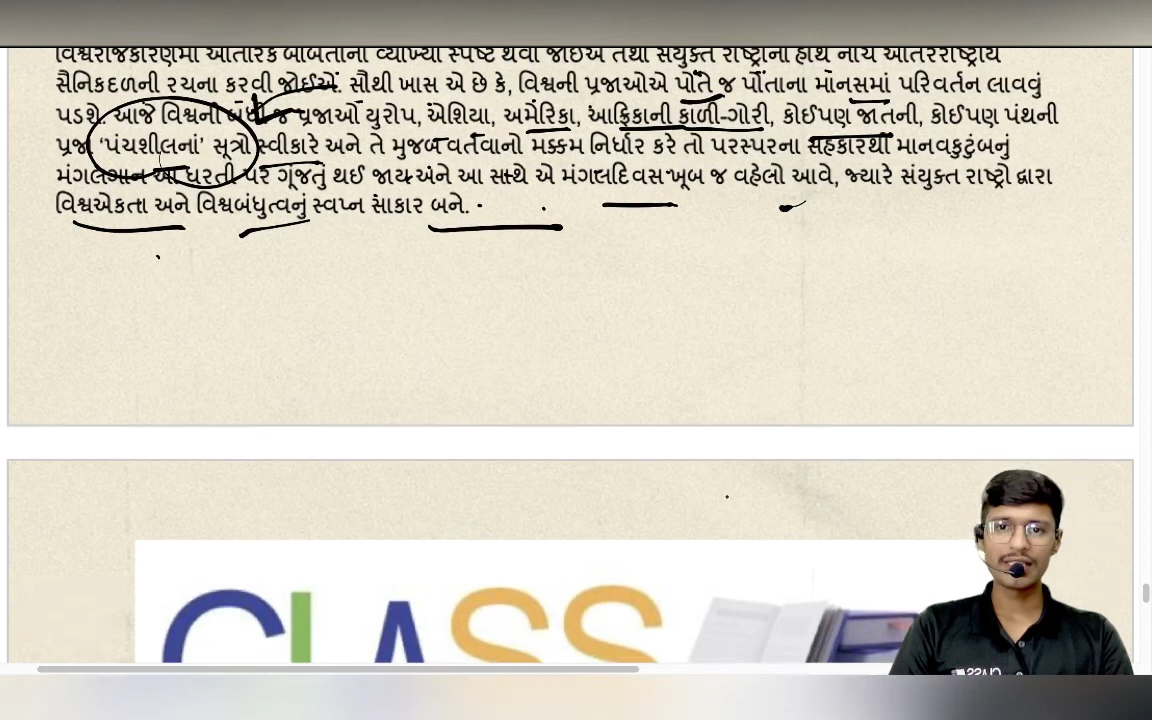 વિશ્વરાજકારણમાં આંતરિક બાબતોની વ્યાખ્યા સ્પષ્ટ થવી જોઈએ તથા સંયુક્ત રાષ્ટ્રોના હાથ નીચે આંતરરાષ્ટ્રીય
સૈનિકદળની રચના કરવી જોઈએ. સૌથી ખાસ એ છે કે, વિશ્વની પ્રજાઓએ પોતે જ પોતાના માનસમાં પરિવર્તન લાવવું
પડશે. આજે વિશ્વની બધી જ પ્રજાઓ યુરોપ, એશિયા, અમેરિકા, આફ્રિકાની કાળી-ગોરી, કોઈપણ જાતની, કોઈપણ પંથની
પ્રજા ‘પંચશીલનાં’ સૂત્રો સ્વીકારે અને તે મુજબ વર્તવાનો મક્કમ નિર્ધાર કરે તો પરસ્પરના સહકારથી માનવકુટુંબનું
મંગલગાન આ ધરતી પર ગૂંજતું થઈ જાય અને આ સાથે એ મંગલદિવસ ખૂબ જ વહેલો આવે, જ્યારે સંયુક્ત રાષ્ટ્રો દ્વારા
વિશ્વએકતા અને વિશ્વબંધુત્વનું સ્વપ્ન સાકાર બને.
CLASS